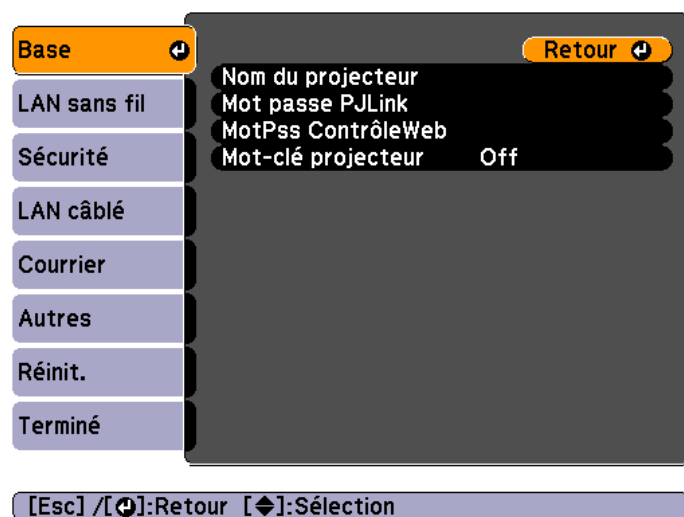 Base
LAN sans fil
Sécurité
LAN câblé
Courrier
Autres
Réinit.
Terminé
Retour
Nom du projecteur
Mot passe PJLink
MotPss ContrôleWeb
Mot-clé projecteur Off
[Esc] /[⏎]:Retour [◆]:Sélection